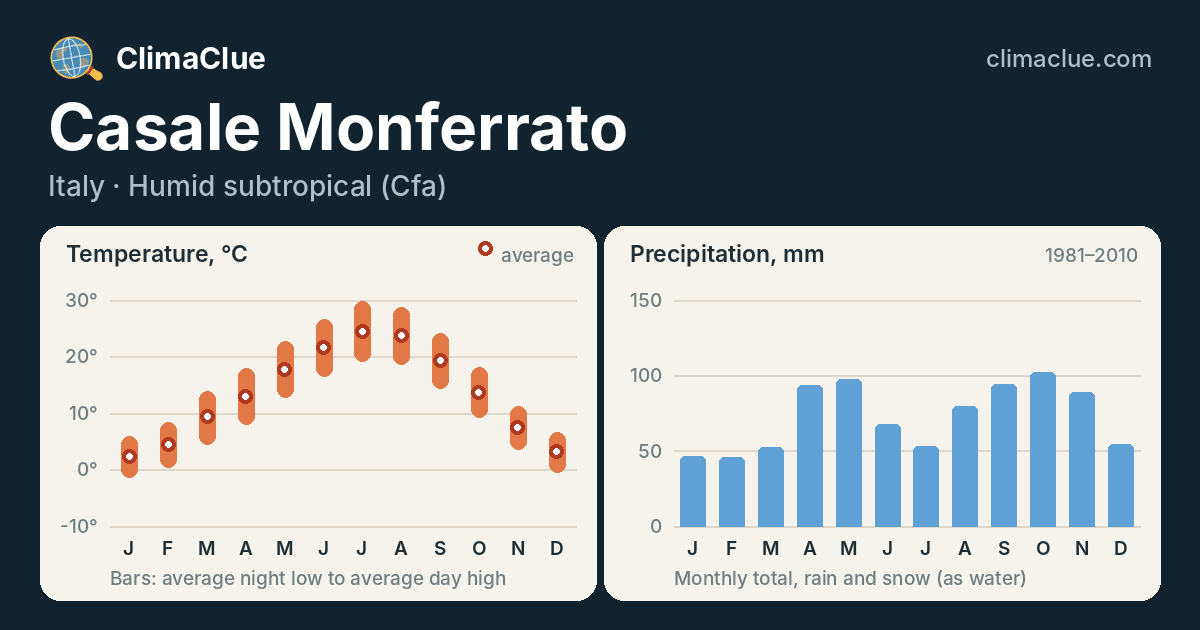 ClimaClue
climaclue.com
Casale Monferrato
Italy · Humid subtropical (Cfa)
Temperature, °C
average
30°
20°
10°
0°
-10°
J F M A M J J A S O N D
Bars: average night low to average day high
Precipitation, mm
1981–2010
150
100
50
0
J F M A M J J A S O N D
Monthly total, rain and snow (as water)